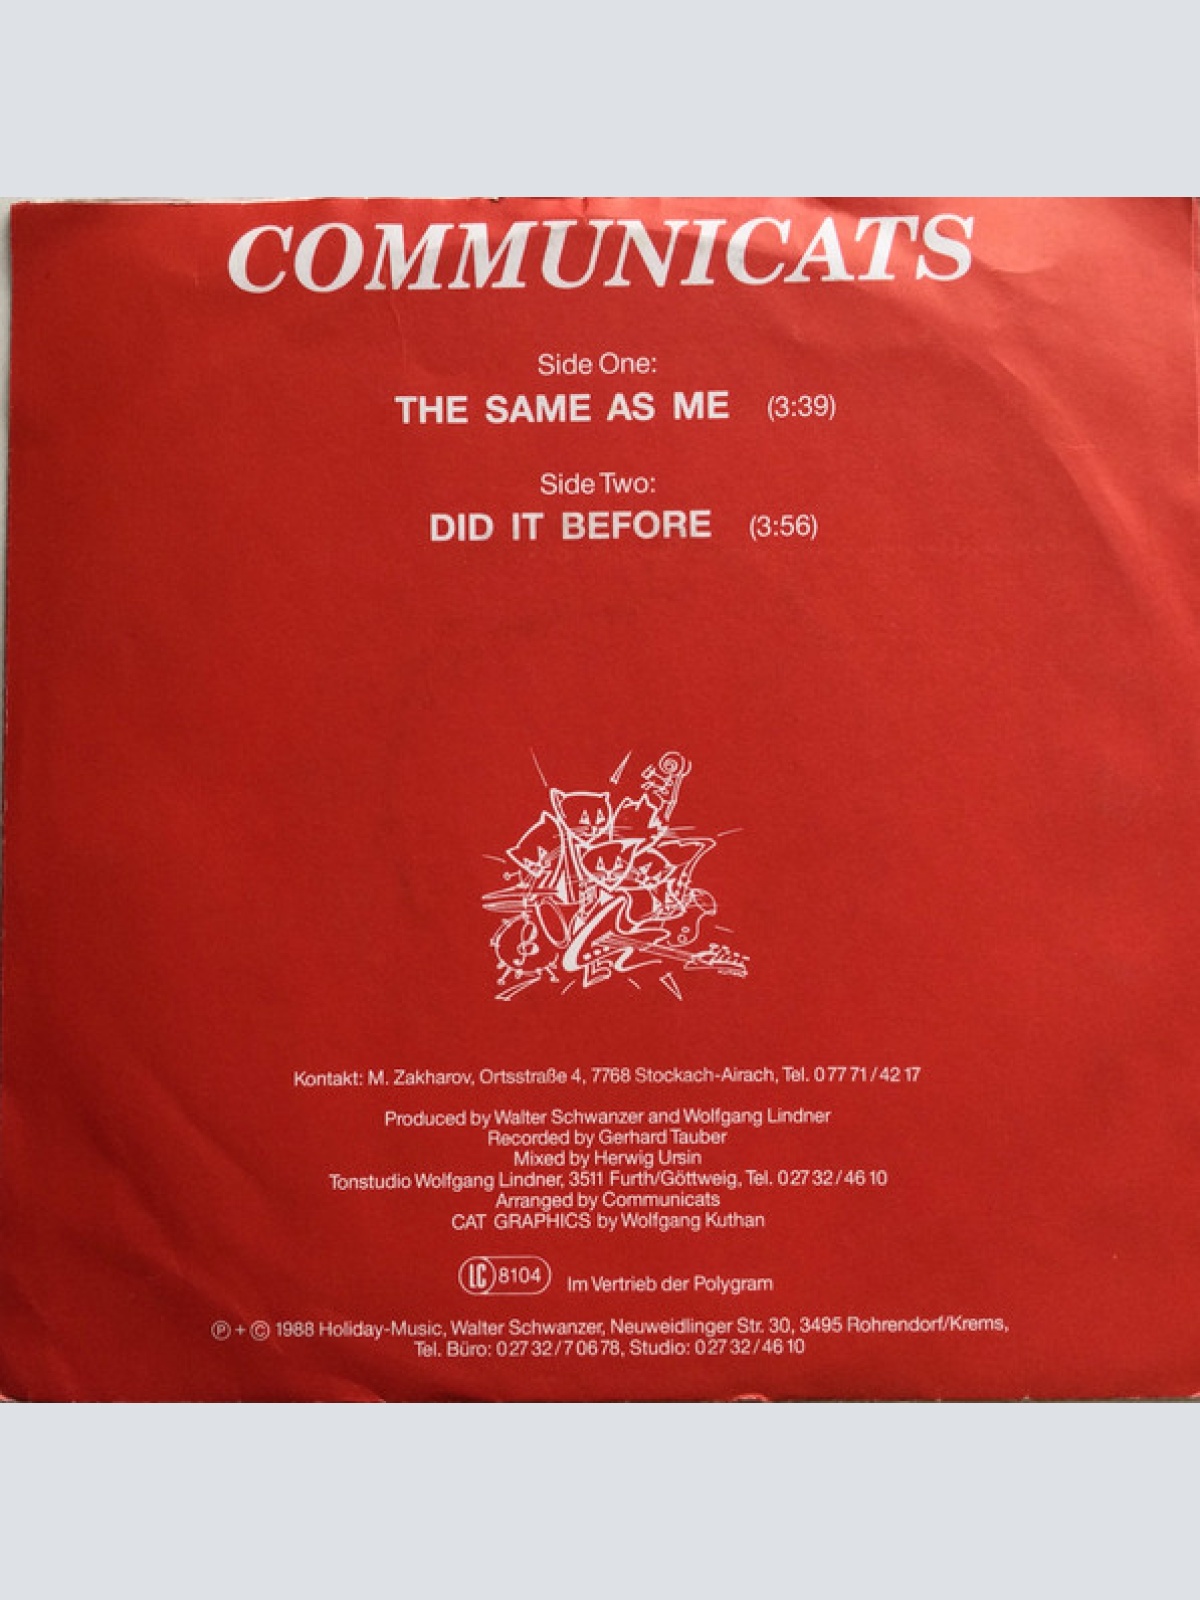 COMMUNICATS
Side One:
THE SAME AS ME (3:39)
Side Two:
DID IT BEFORE (3:56)
Kontakt: M. Zakharov, Ortsstraße 4, 7768 Stockach-Airach, Tel. 0 77 71 / 42 17
Produced by Walter Schwanzer and Wolfgang Lindner
Recorded by Gerhard Tauber
Mixed by Herwig Ursin
Tonstudio Wolfgang Lindner, 3511 Furth/Göttweig, Tel. 0 27 32 / 46 10
Arranged by Communicats
CAT GRAPHICS by Wolfgang Kuthan
LC 8104 Im Vertrieb der Polygram
℗ + © 1988 Holiday-Music, Walter Schwanzer, Neuweidlinger Str. 30, 3495 Rohrendorf/Krems,
Tel. Büro: 0 27 32 / 7 06 78, Studio: 0 27 32 / 46 10